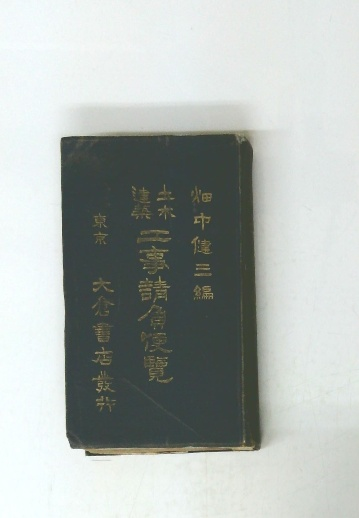 畑中健三編
土木
建築
工事請負便覧
東京
大倉書店發行